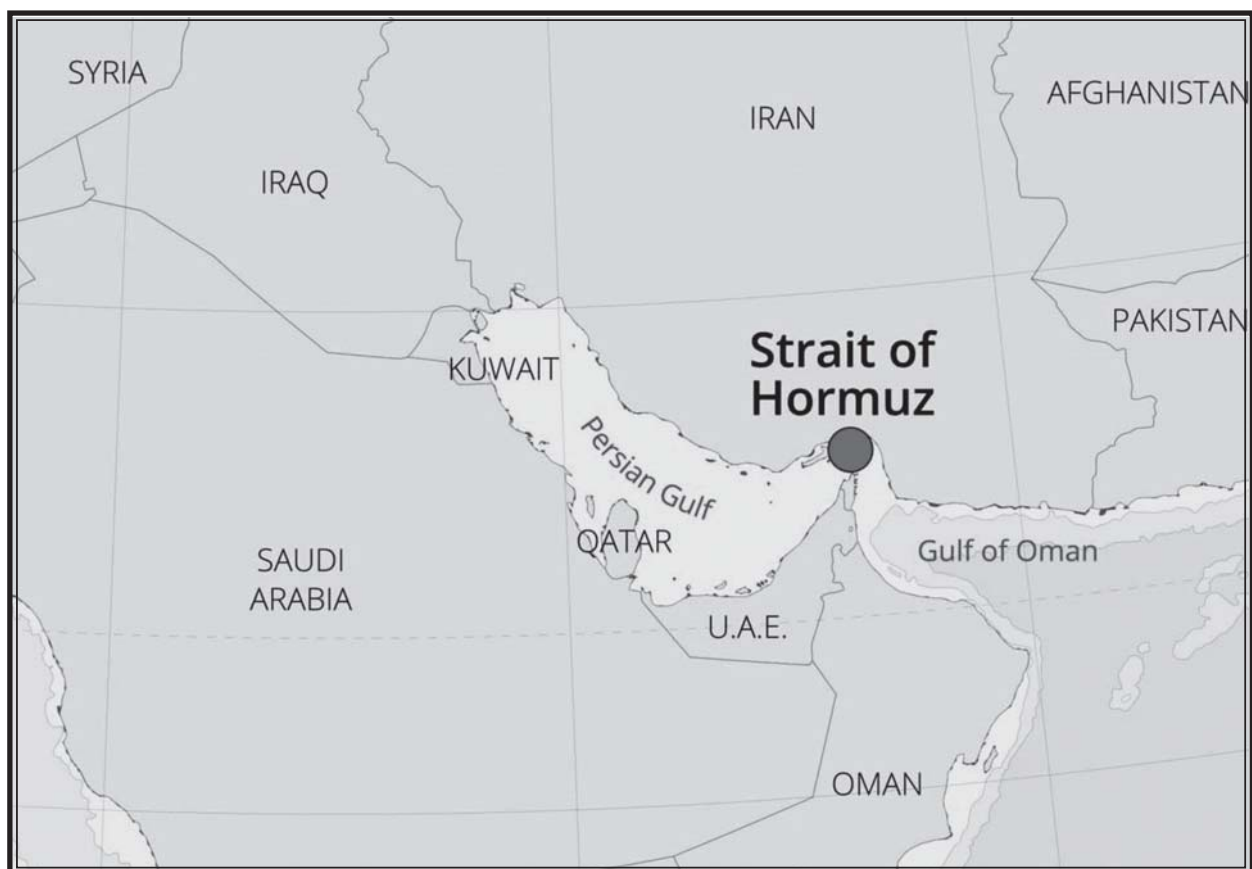 SYRIA
AFGHANISTAN
IRAN
IRAQ
PAKISTAN
Strait of
Hormuz
KUWAIT
Persian Gulf
QATAR
Gulf of Oman
SAUDI
ARABIA
U.A.E.
OMAN